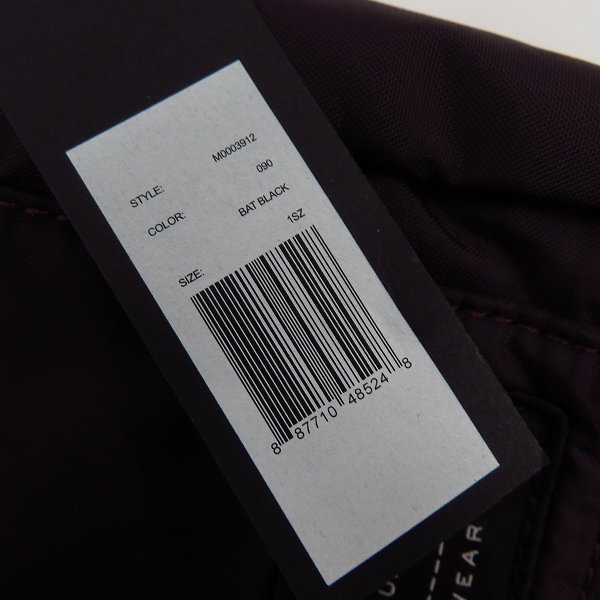 STYLE: M0003912
COLOR: 090
BAT BLACK
SIZE: 1SZ
8 87710 48524 8
WEAR